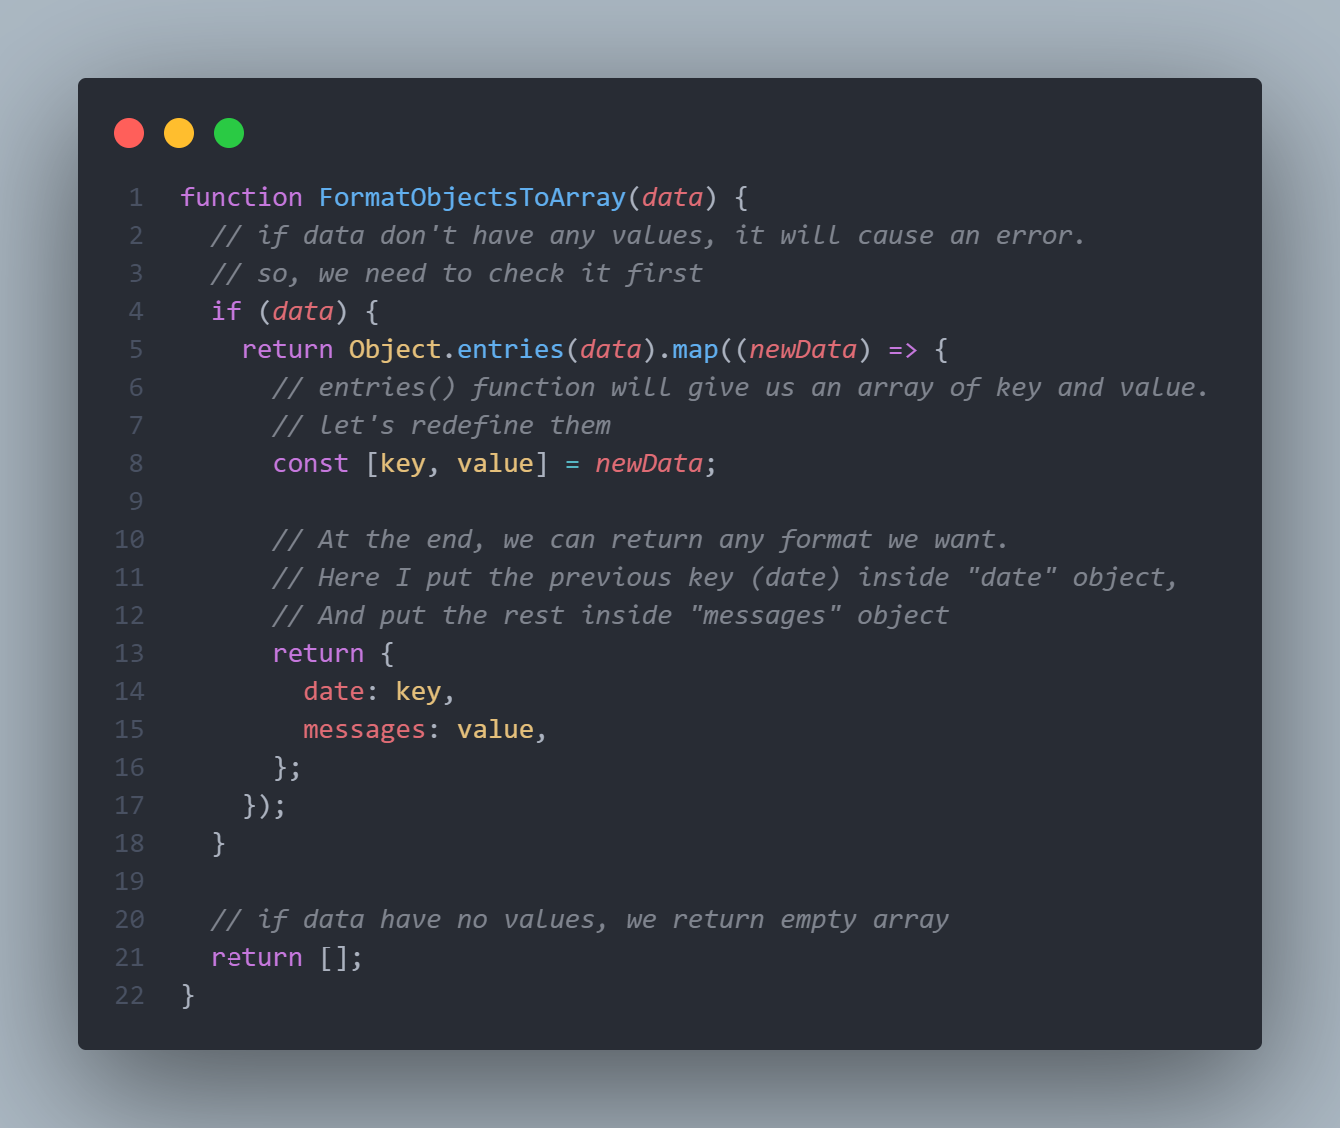 1 function FormatObjectsToArray(data) {
2 // if data don't have any values, it will cause an error.
3 // so, we need to check it first
4 if (data) {
5 return Object.entries(data).map((newData) => {
6 // entries() function will give us an array of key and value.
7 // let's redefine them
8 const [key, value] = newData;
9
10 // At the end, we can return any format we want.
11 // Here I put the previous key (date) inside "date" object,
12 // And put the rest inside "messages" object
13 return {
14 date: key,
15 messages: value,
16 };
17 });
18 }
19
20 // if data have no values, we return empty array
21 return [];
22 }